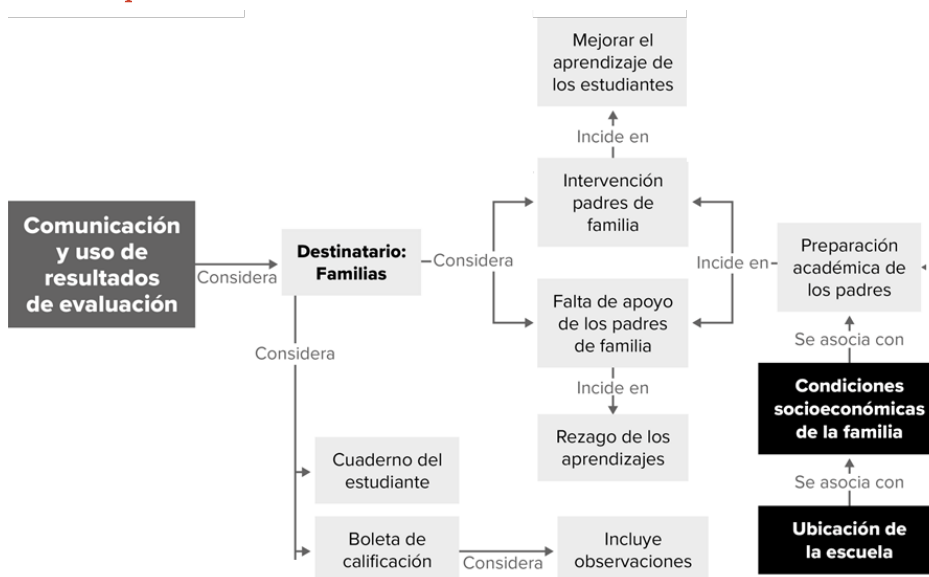 Mejorar el
aprendizaje de
los estudiantes
Incide en
Intervención
padres de
familia
Comunicación
y uso de
resultados
de evaluación
Considera
Destinatario:
Familias
Considera
Incide en
Preparación
académica de
los padres
Falta de apoyo
de los padres
de familia
Se asocia con
Considera
Incide en
Condiciones
socioeconómicas
de la familia
Rezago de los
aprendizajes
Cuaderno del
estudiante
Se asocia con
Boleta de
calificación
Considera
Incluye
observaciones
Ubicación de
la escuela